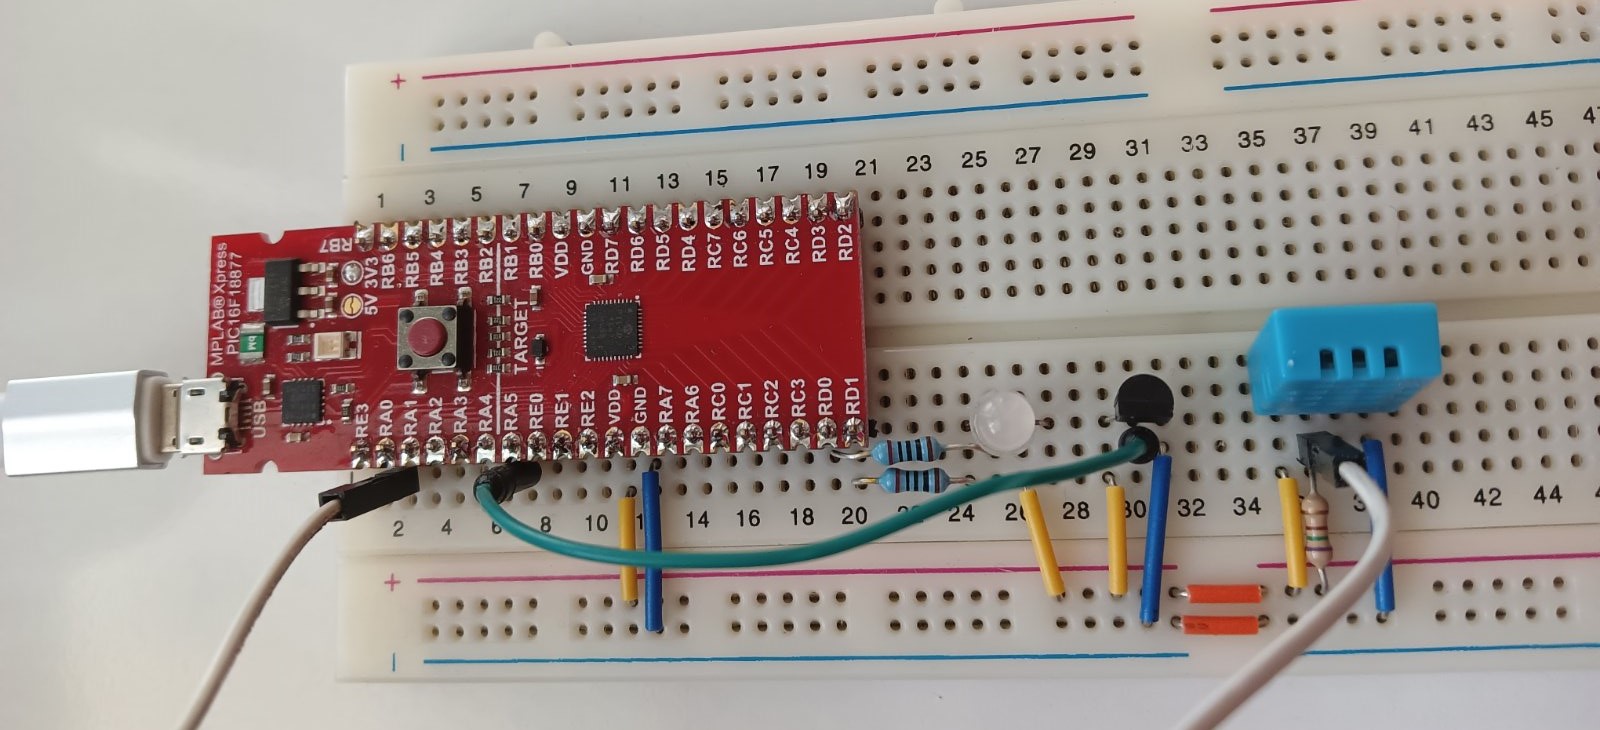 +
1 3 5 7 9 11 13 15 17 19 21 23 25 27 29 31 33 35 37 39 41 43 45 47
RB7 RB6 RB5 RB4 RB3 RB2 RB1 RB0 VDD GND RD7 RD6 RD5 RD4 RC7 RC6 RC5 RC4 RD3 RD2
MPLAB® Xpress
PIC16F18877
5V 3V3
TARGET
USB
RE3 RA0 RA1 RA2 RA3 RA4 RA5 RE0 RE1 RE2 VDD GND RA7 RA6 RC0 RC1 RC2 RC3 RD0 RD1
2 4 6 8 10 14 16 18 20 24 28 30 32 34 40 42 44
+